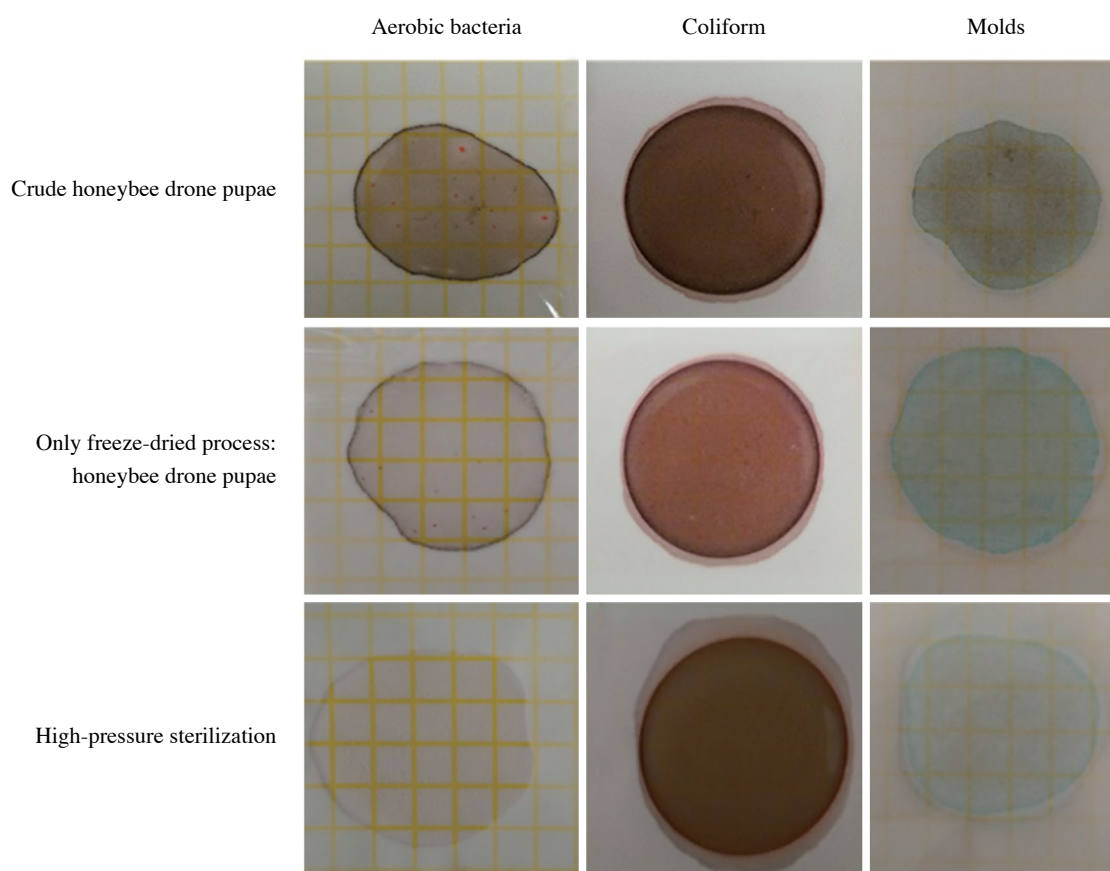 Aerobic bacteria
Coliform
Molds
Crude honeybee drone pupae
Only freeze-dried process:
honeybee drone pupae
High-pressure sterilization